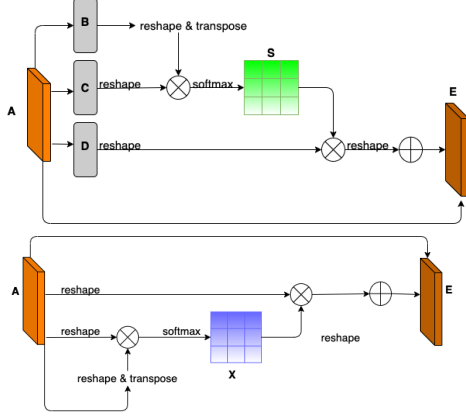 B
reshape & transpose
S
A
C
reshape
softmax
E
D
reshape
reshape
A
reshape
E
reshape
softmax
reshape
reshape & transpose
X